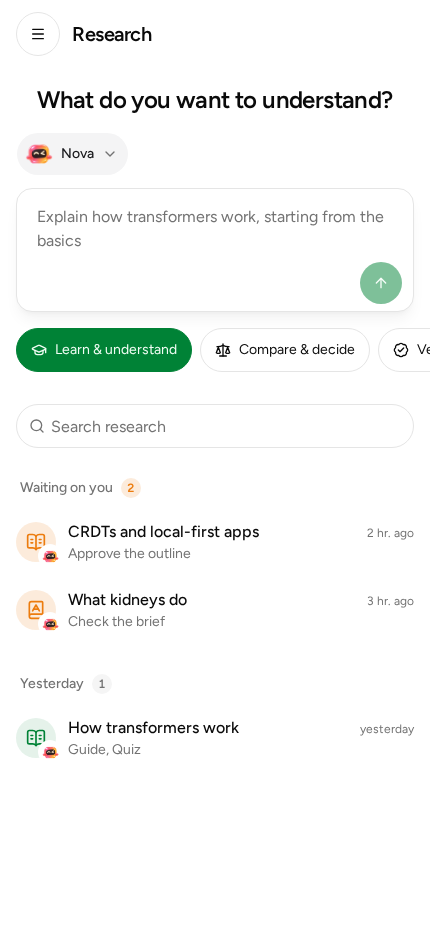 Research
What do you want to understand?
Nova
Explain how transformers work, starting from the
basics
Learn & understand
Compare & decide
Ve
Search research
Waiting on you 2
CRDTs and local-first apps 2 hr. ago
Approve the outline
What kidneys do 3 hr. ago
Check the brief
Yesterday 1
How transformers work yesterday
Guide, Quiz